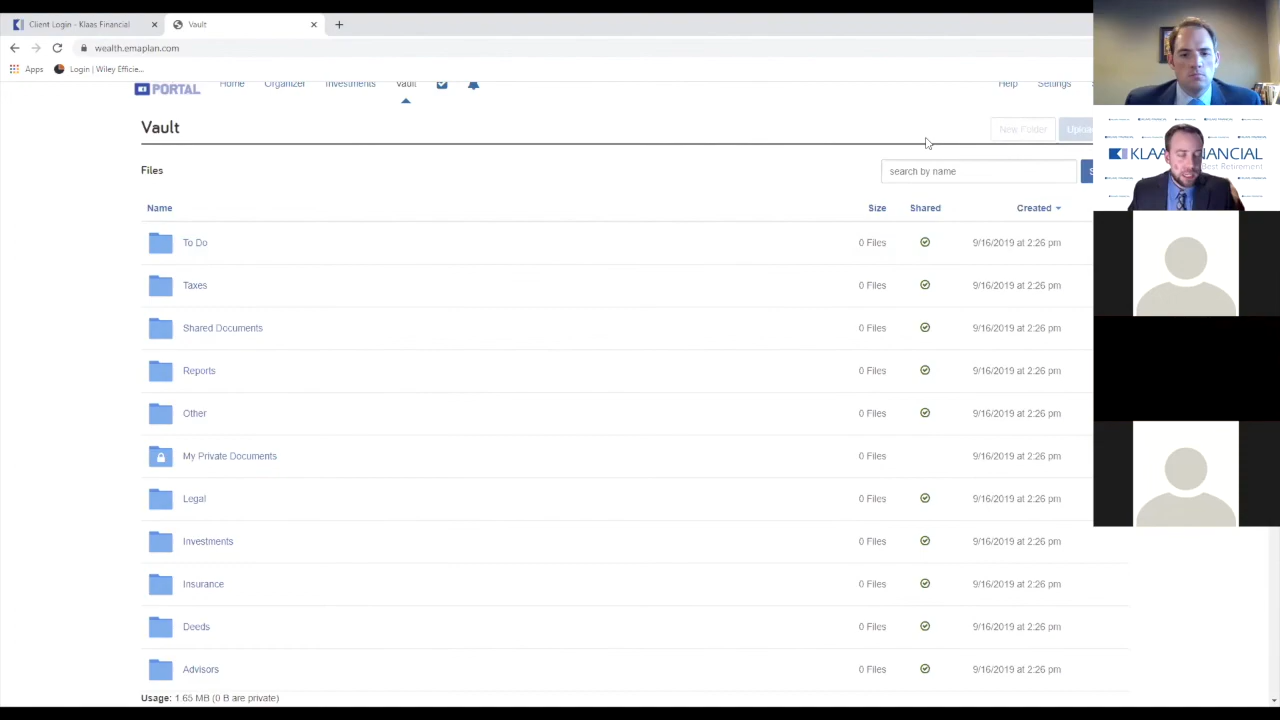 Client Login - Klaas Financial
Vault
wealth.emaplan.com
Apps
Login | Wiley Efficie...
PORTAL
Home
Organizer
Investments
Vault
Help
Settings
Vault
New Folder
Files
search by name
Name
Size
Shared
Created
To Do
0 Files
9/16/2019 at 2:26 pm
Taxes
0 Files
9/16/2019 at 2:26 pm
Shared Documents
0 Files
9/16/2019 at 2:26 pm
Reports
0 Files
9/16/2019 at 2:26 pm
Other
0 Files
9/16/2019 at 2:26 pm
My Private Documents
0 Files
9/16/2019 at 2:26 pm
Legal
0 Files
9/16/2019 at 2:26 pm
Investments
0 Files
9/16/2019 at 2:26 pm
Insurance
0 Files
9/16/2019 at 2:26 pm
Deeds
0 Files
9/16/2019 at 2:26 pm
Advisors
0 Files
9/16/2019 at 2:26 pm
Usage: 1.65 MB (0 B are private)
Best Retirement